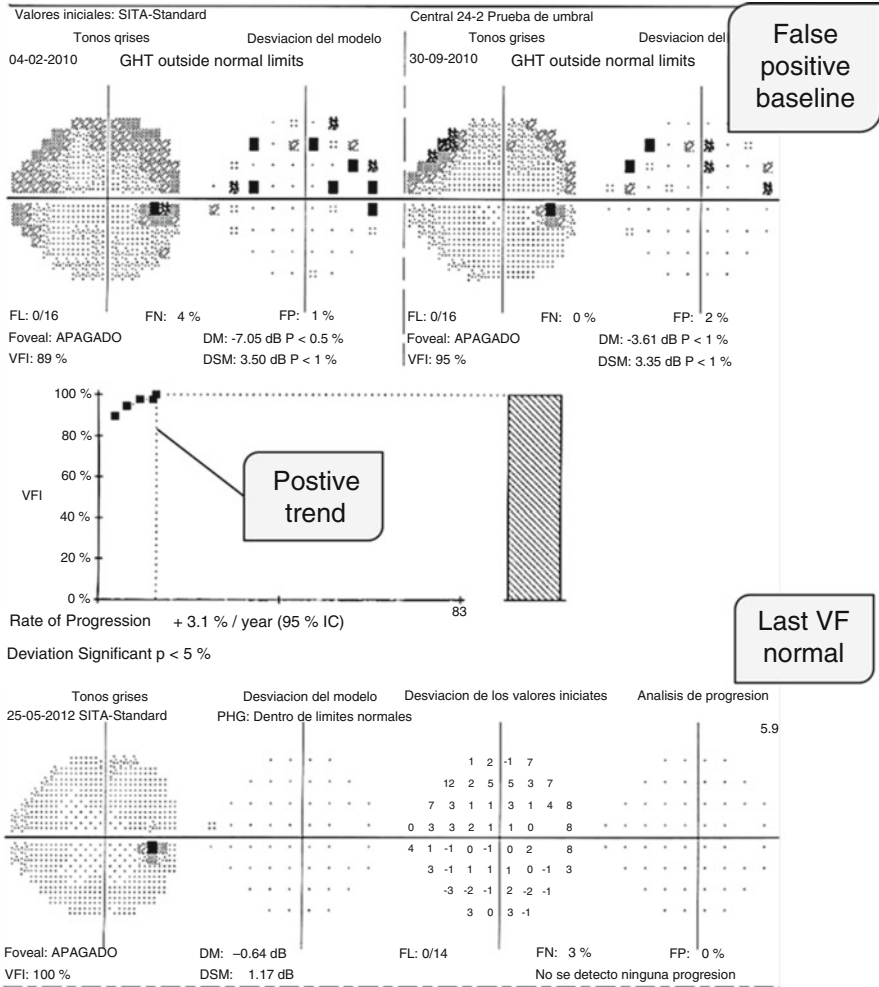 Valores iniciales: SITA-Standard
Central 24-2 Prueba de umbral
False
positive
baseline
Tonos qrises
Desviacion del modelo
Tonos grises
Desviacion del
04-02-2010
GHT outside normal limits
30-09-2010
GHT outside normal limits
FL: 0/16 FN: 4 % FP: 1 %
Foveal: APAGADO DM: -7.05 dB P < 0.5 %
VFI: 89 % DSM: 3.50 dB P < 1 %
FL: 0/16 FN: 0 % FP: 2 %
Foveal: APAGADO DM: -3.61 dB P < 1 %
VFI: 95 % DSM: 3.35 dB P < 1 %
100 %
80 %
60 %
VFI
40 %
20 %
0 %
Postive
trend
83
Rate of Progression + 3.1 % / year (95 % IC)
Deviation Significant p < 5 %
Last VF
normal
Tonos grises
Desviacion del modelo
Desviacion de los valores iniciates
Analisis de progresion
25-05-2012 SITA-Standard
PHG: Dentro de limites normales
5.9
1 2 -1 7
12 2 5 5 3 7
7 3 1 1 3 1 4 8
0 3 3 2 1 1 0 8
4 1 -1 0 -1 0 2 8
3 -1 1 1 1 0 -1 3
-3 -2 -1 2 -2 -1
3 0 3 -1
Foveal: APAGADO DM: –0.64 dB FL: 0/14 FN: 3 % FP: 0 %
VFI: 100 % DSM: 1.17 dB No se detecto ninguna progresion